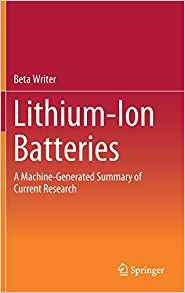 Beta Writer
Lithium-Ion
Batteries
A Machine-Generated Summary of
Current Research
Springer